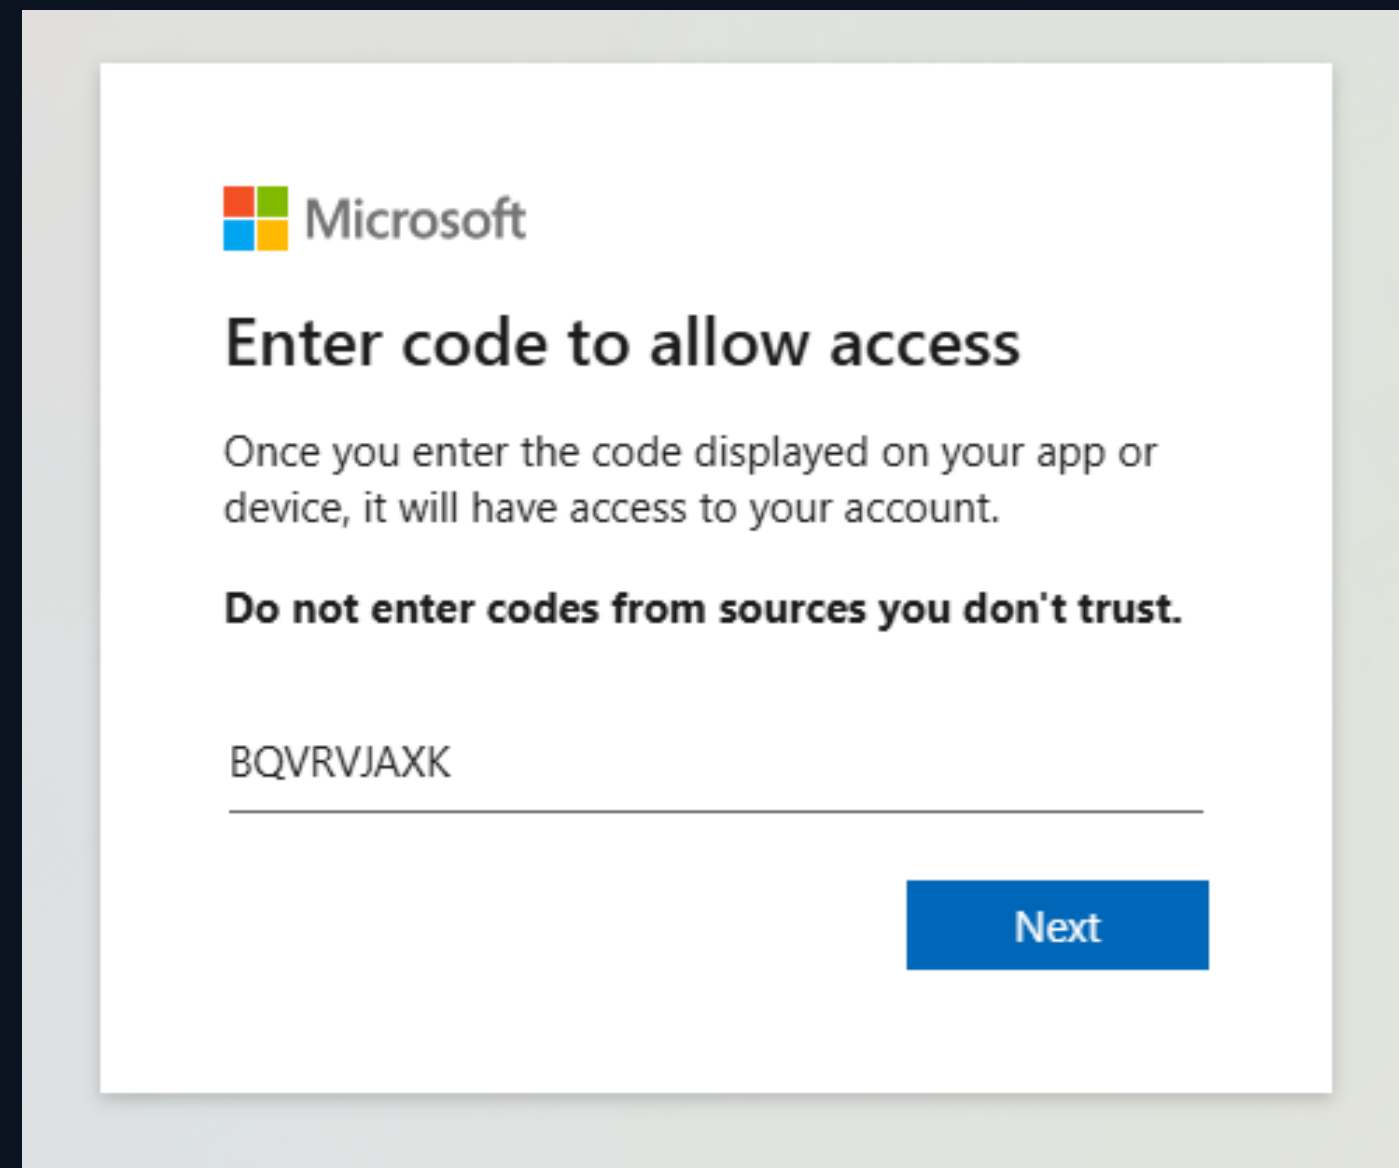 Microsoft
Enter code to allow access
Once you enter the code displayed on your app or
device, it will have access to your account.
Do not enter codes from sources you don't trust.
BQVRVJAXK
Next